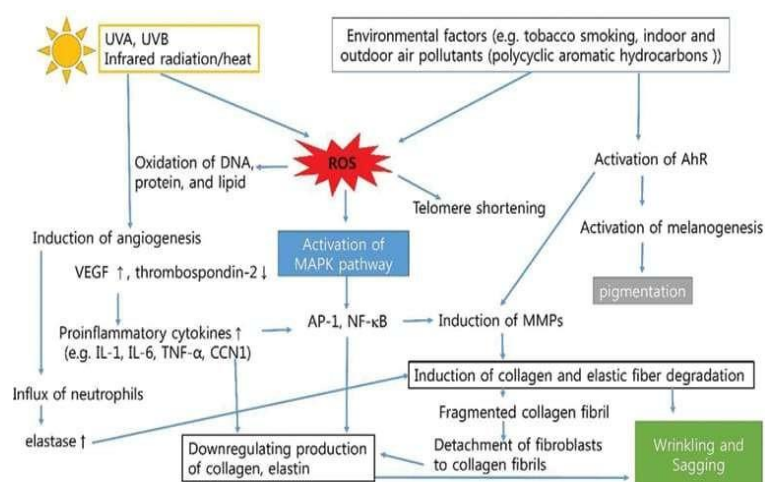 UVA, UVB
Infrared radiation/heat
Environmental factors (e.g. tobacco smoking, indoor and
outdoor air pollutants (polycyclic aromatic hydrocarbons ))
ROS
Oxidation of DNA,
protein, and lipid
Activation of AhR
Telomere shortening
Induction of angiogenesis
Activation of
MAPK pathway
Activation of melanogenesis
VEGF ↑, thrombospondin-2↓
pigmentation
Proinflammatory cytokines↑
(e.g. IL-1, IL-6, TNF-α, CCN1)
AP-1, NF-κB
Induction of MMPs
Induction of collagen and elastic fiber degradation
Influx of neutrophils
Fragmented collagen fibril
elastase↑
Downregulating production
of collagen, elastin
Detachment of fibroblasts
to collagen fibrils
Wrinkling and
Sagging